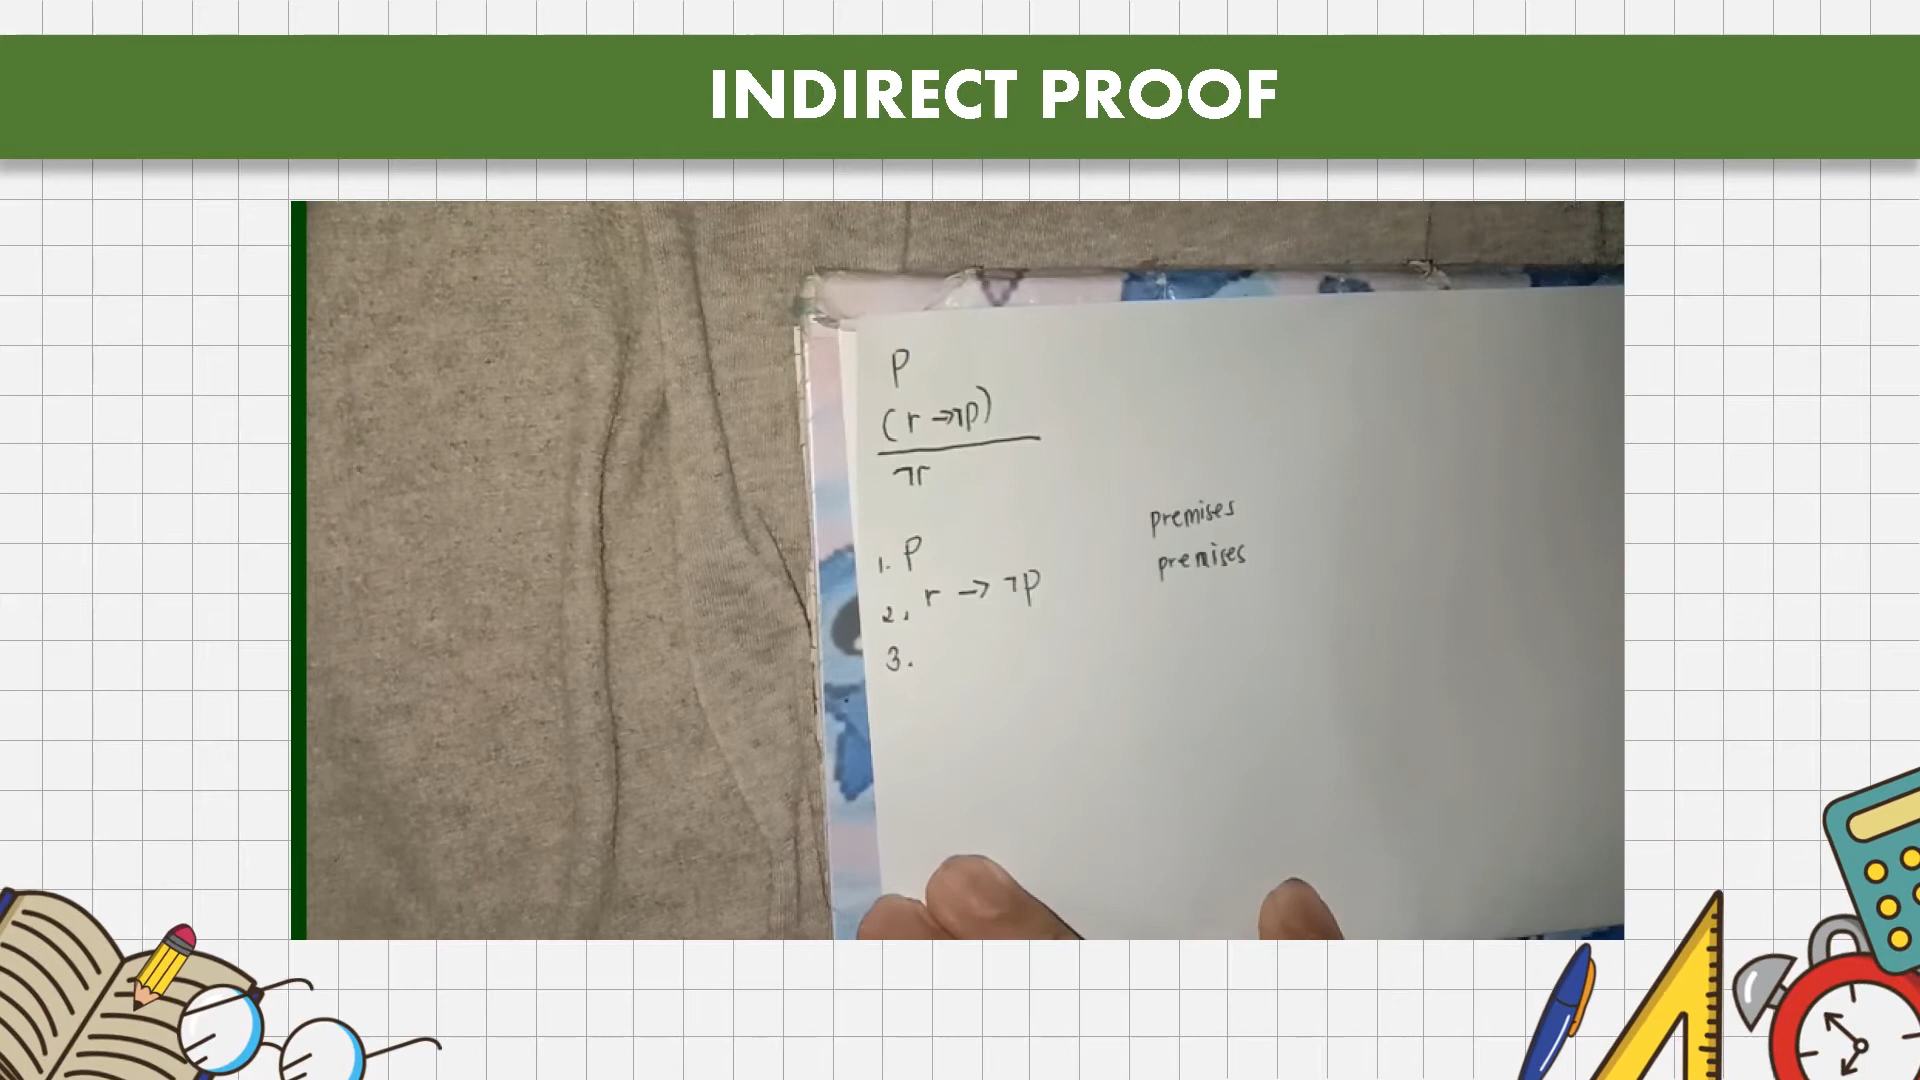 INDIRECT PROOF
P
(r → ¬p)
¬r
1. P premises
2. r → ¬p premises
3.